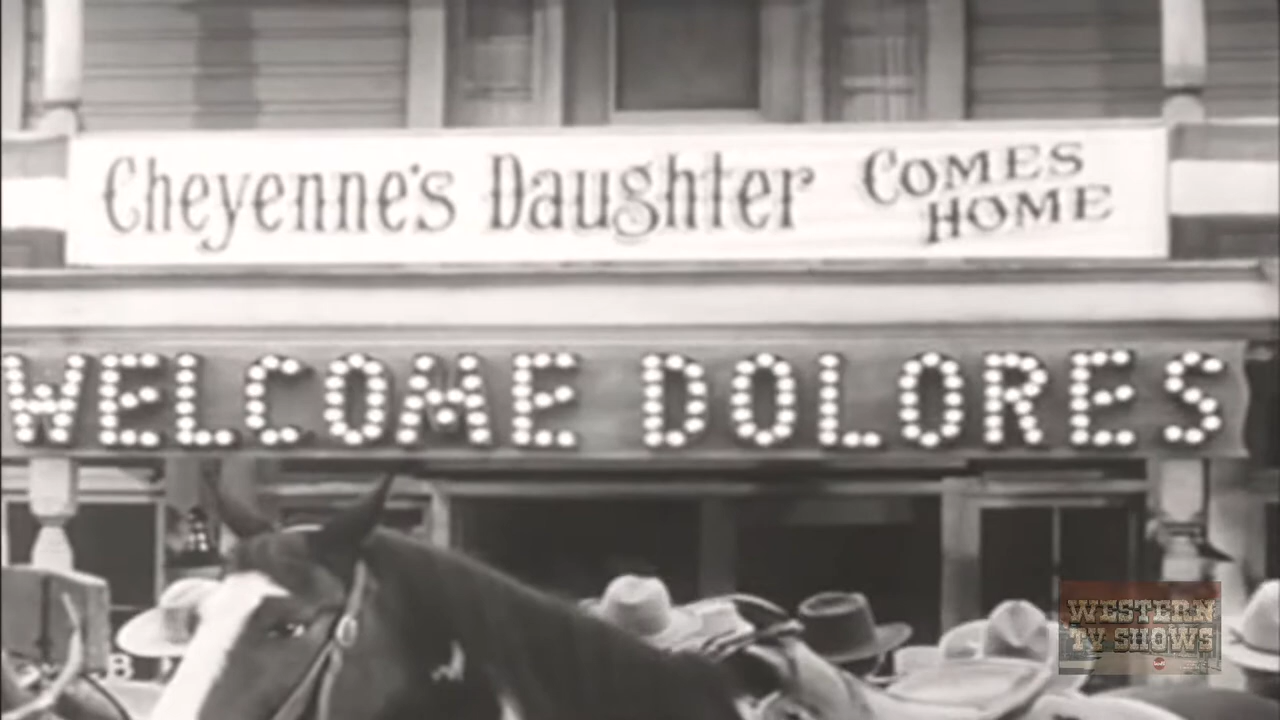 Cheyenne's Daughter COMES
HOME
WELCOME DOLORES
B
WESTERN
TV SHOWS